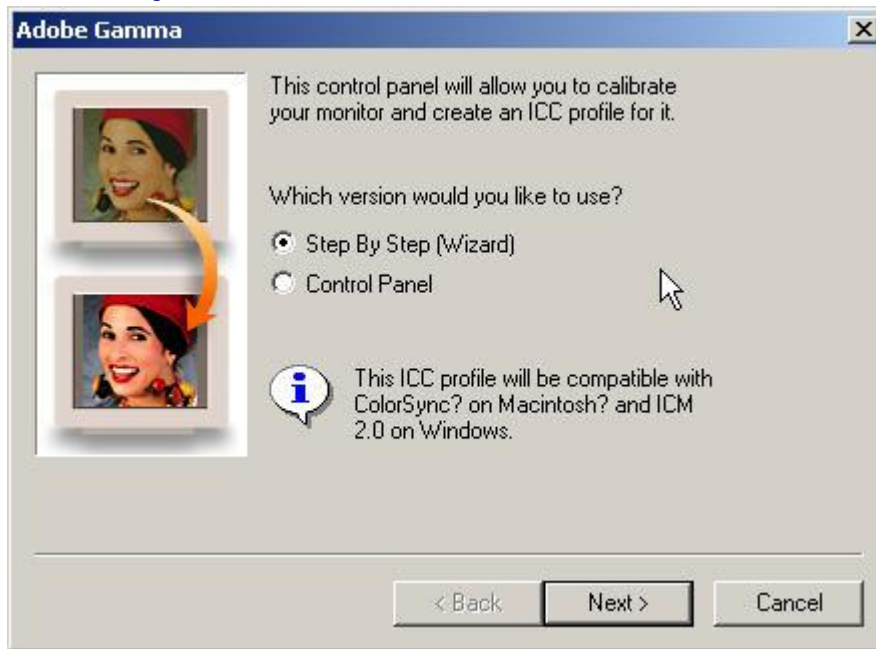 Adobe Gamma
This control panel will allow you to calibrate
your monitor and create an ICC profile for it.
Which version would you like to use?
Step By Step (Wizard)
Control Panel
This ICC profile will be compatible with
ColorSync? on Macintosh? and ICM
2.0 on Windows.
< Back
Next >
Cancel